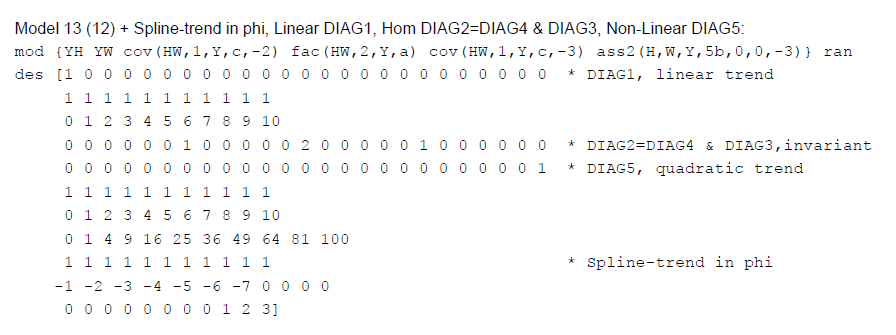 Model 13 (12) + Spline-trend in phi, Linear DIAG1, Hom DIAG2=DIAG4 & DIAG3, Non-Linear DIAG5:
mod {YH YW cov(HW,1,Y,c,-2) fac(HW,2,Y,a) cov(HW,1,Y,c,-3) ass2(H,W,Y,5b,0,0,-3)} ran
des [1 0 0 0 0 0 0 0 0 0 0 0 0 0 0 0 0 0 0 0 0 0 0 0 0 * DIAG1, linear trend
1 1 1 1 1 1 1 1 1 1 1
0 1 2 3 4 5 6 7 8 9 10
0 0 0 0 0 0 1 0 0 0 0 0 2 0 0 0 0 0 1 0 0 0 0 0 0 * DIAG2=DIAG4 & DIAG3,invariant
0 0 0 0 0 0 0 0 0 0 0 0 0 0 0 0 0 0 0 0 0 0 0 0 1 * DIAG5, quadratic trend
1 1 1 1 1 1 1 1 1 1 1
0 1 2 3 4 5 6 7 8 9 10
0 1 4 9 16 25 36 49 64 81 100
1 1 1 1 1 1 1 1 1 1 1 * Spline-trend in phi
-1 -2 -3 -4 -5 -6 -7 0 0 0 0
0 0 0 0 0 0 0 0 1 2 3]